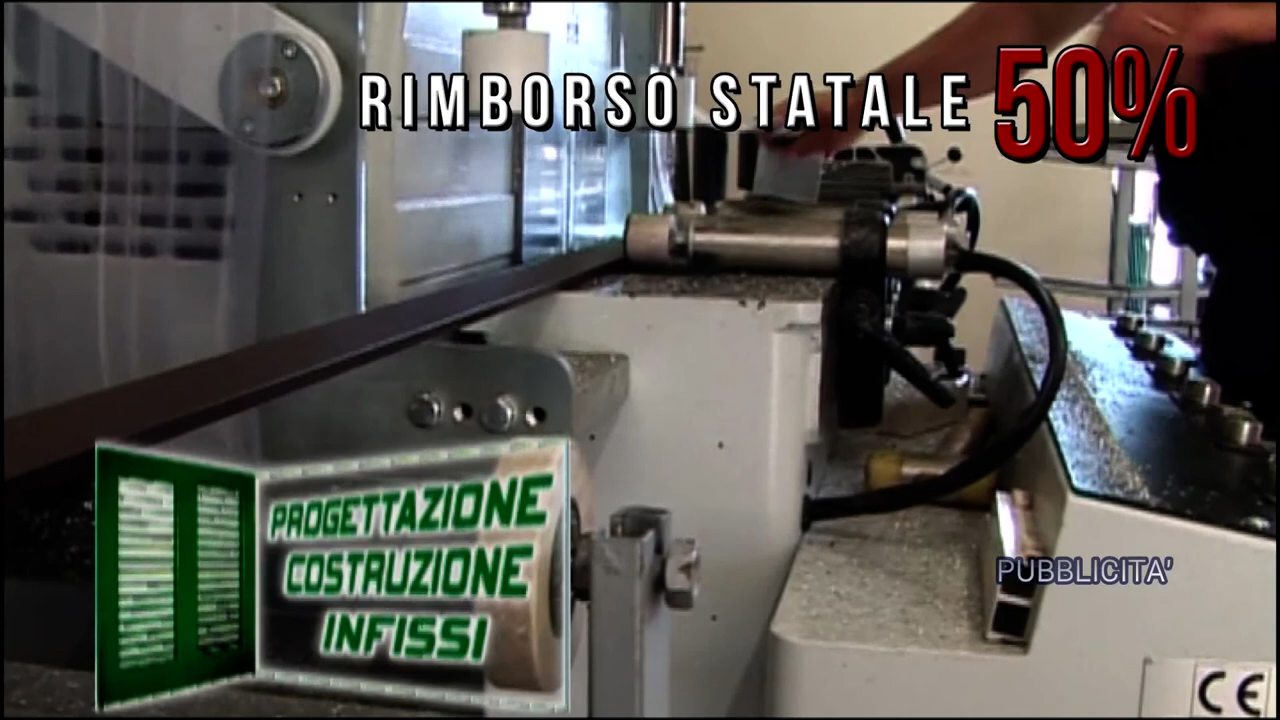 RIMBORSO STATALE 50%
PROGETTAZIONE
COSTRUZIONE
INFISSI
PUBBLICITA'
CE